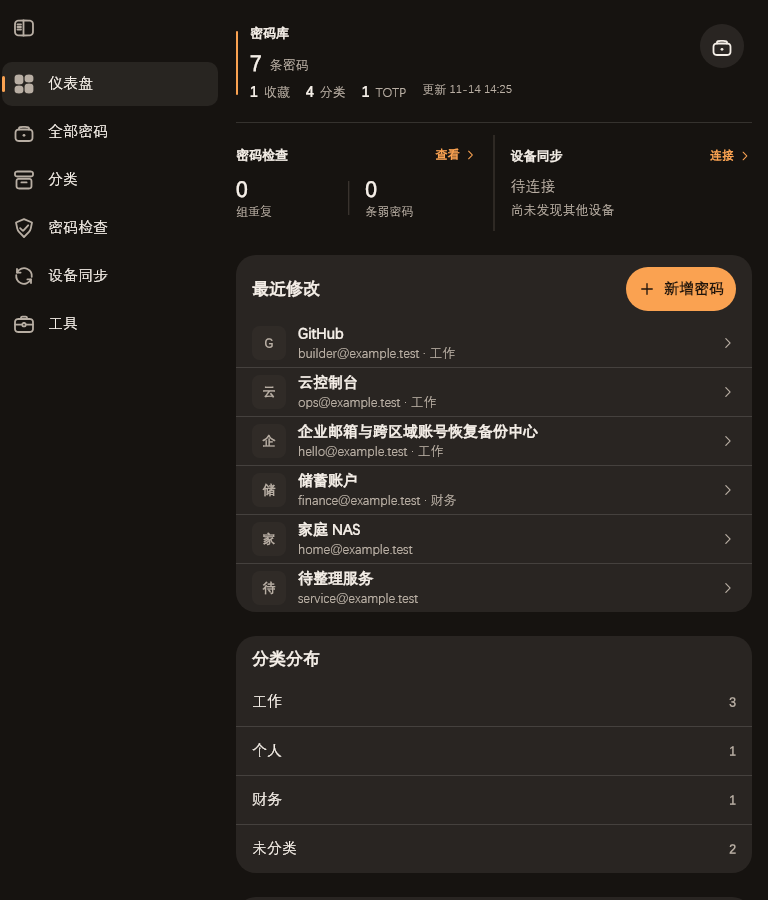 仪表盘
全部密码
分类
密码检查
设备同步
工具
密码库
7 条密码
1 收藏 4 分类 1 TOTP 更新 11-14 14:25
密码检查 查看
0 组重复
0 条弱密码
设备同步 连接
待连接
尚未发现其他设备
最近修改 新增密码
G
GitHub
builder@example.test · 工作
云
云控制台
ops@example.test · 工作
企
企业邮箱与跨区域账号恢复备份中心
hello@example.test · 工作
储
储蓄账户
finance@example.test · 财务
家
家庭 NAS
home@example.test
待
待整理服务
service@example.test
分类分布
工作 3
个人 1
财务 1
未分类 2